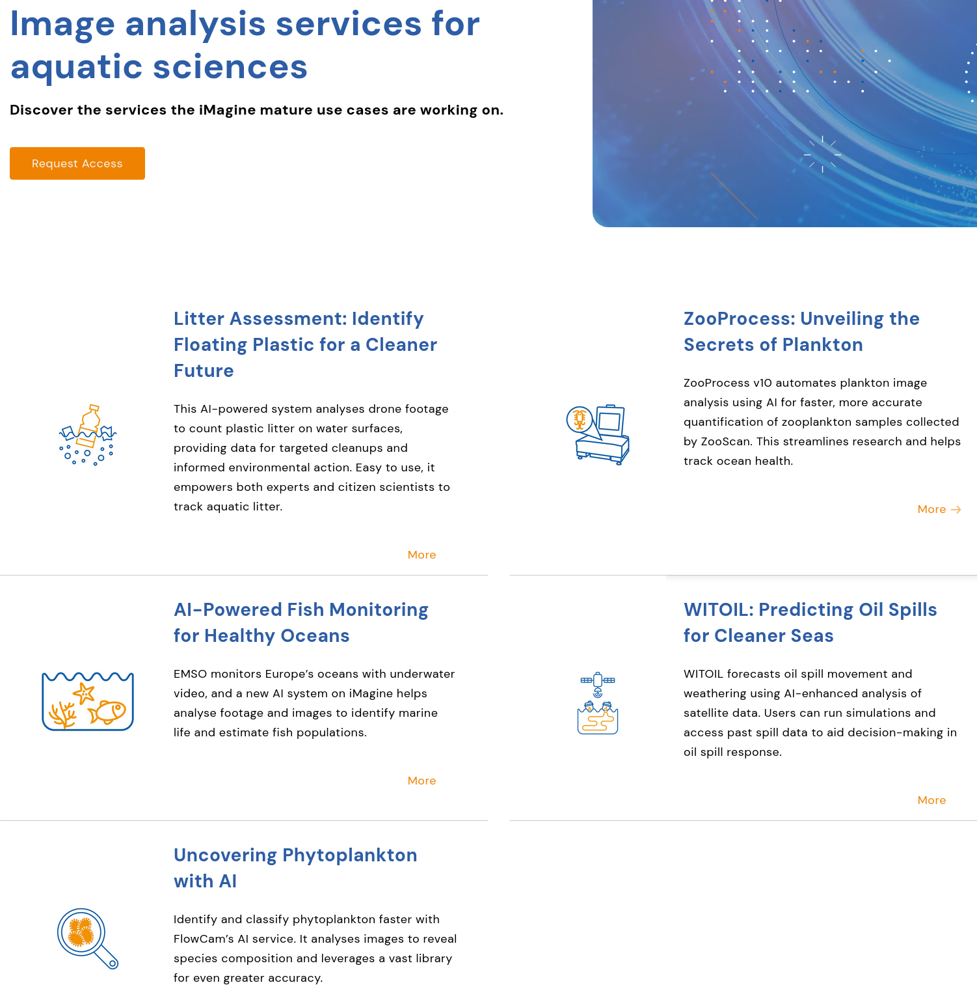 Image analysis services for
aquatic sciences
Discover the services the iMagine mature use cases are working on.
Request Access
Litter Assessment: Identify
Floating Plastic for a Cleaner
Future
This AI-powered system analyses drone footage
to count plastic litter on water surfaces,
providing data for targeted cleanups and
informed environmental action. Easy to use, it
empowers both experts and citizen scientists to
track aquatic litter.
More
ZooProcess: Unveiling the
Secrets of Plankton
ZooProcess v10 automates plankton image
analysis using AI for faster, more accurate
quantification of zooplankton samples collected
by ZooScan. This streamlines research and helps
track ocean health.
More →
AI-Powered Fish Monitoring
for Healthy Oceans
EMSO monitors Europe’s oceans with underwater
video, and a new AI system on iMagine helps
analyse footage and images to identify marine
life and estimate fish populations.
More
WITOIL: Predicting Oil Spills
for Cleaner Seas
WITOIL forecasts oil spill movement and
weathering using AI-enhanced analysis of
satellite data. Users can run simulations and
access past spill data to aid decision-making in
oil spill response.
More
Uncovering Phytoplankton
with AI
Identify and classify phytoplankton faster with
FlowCam’s AI service. It analyses images to reveal
species composition and leverages a vast library
for even greater accuracy.